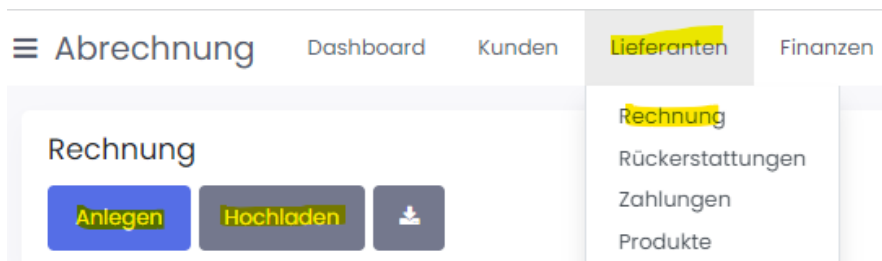 Abrechnung Dashboard Kunden Lieferanten Finanzen
Rechnung
Rückerstattungen
Zahlungen
Produkte
Rechnung
Anlegen Hochladen